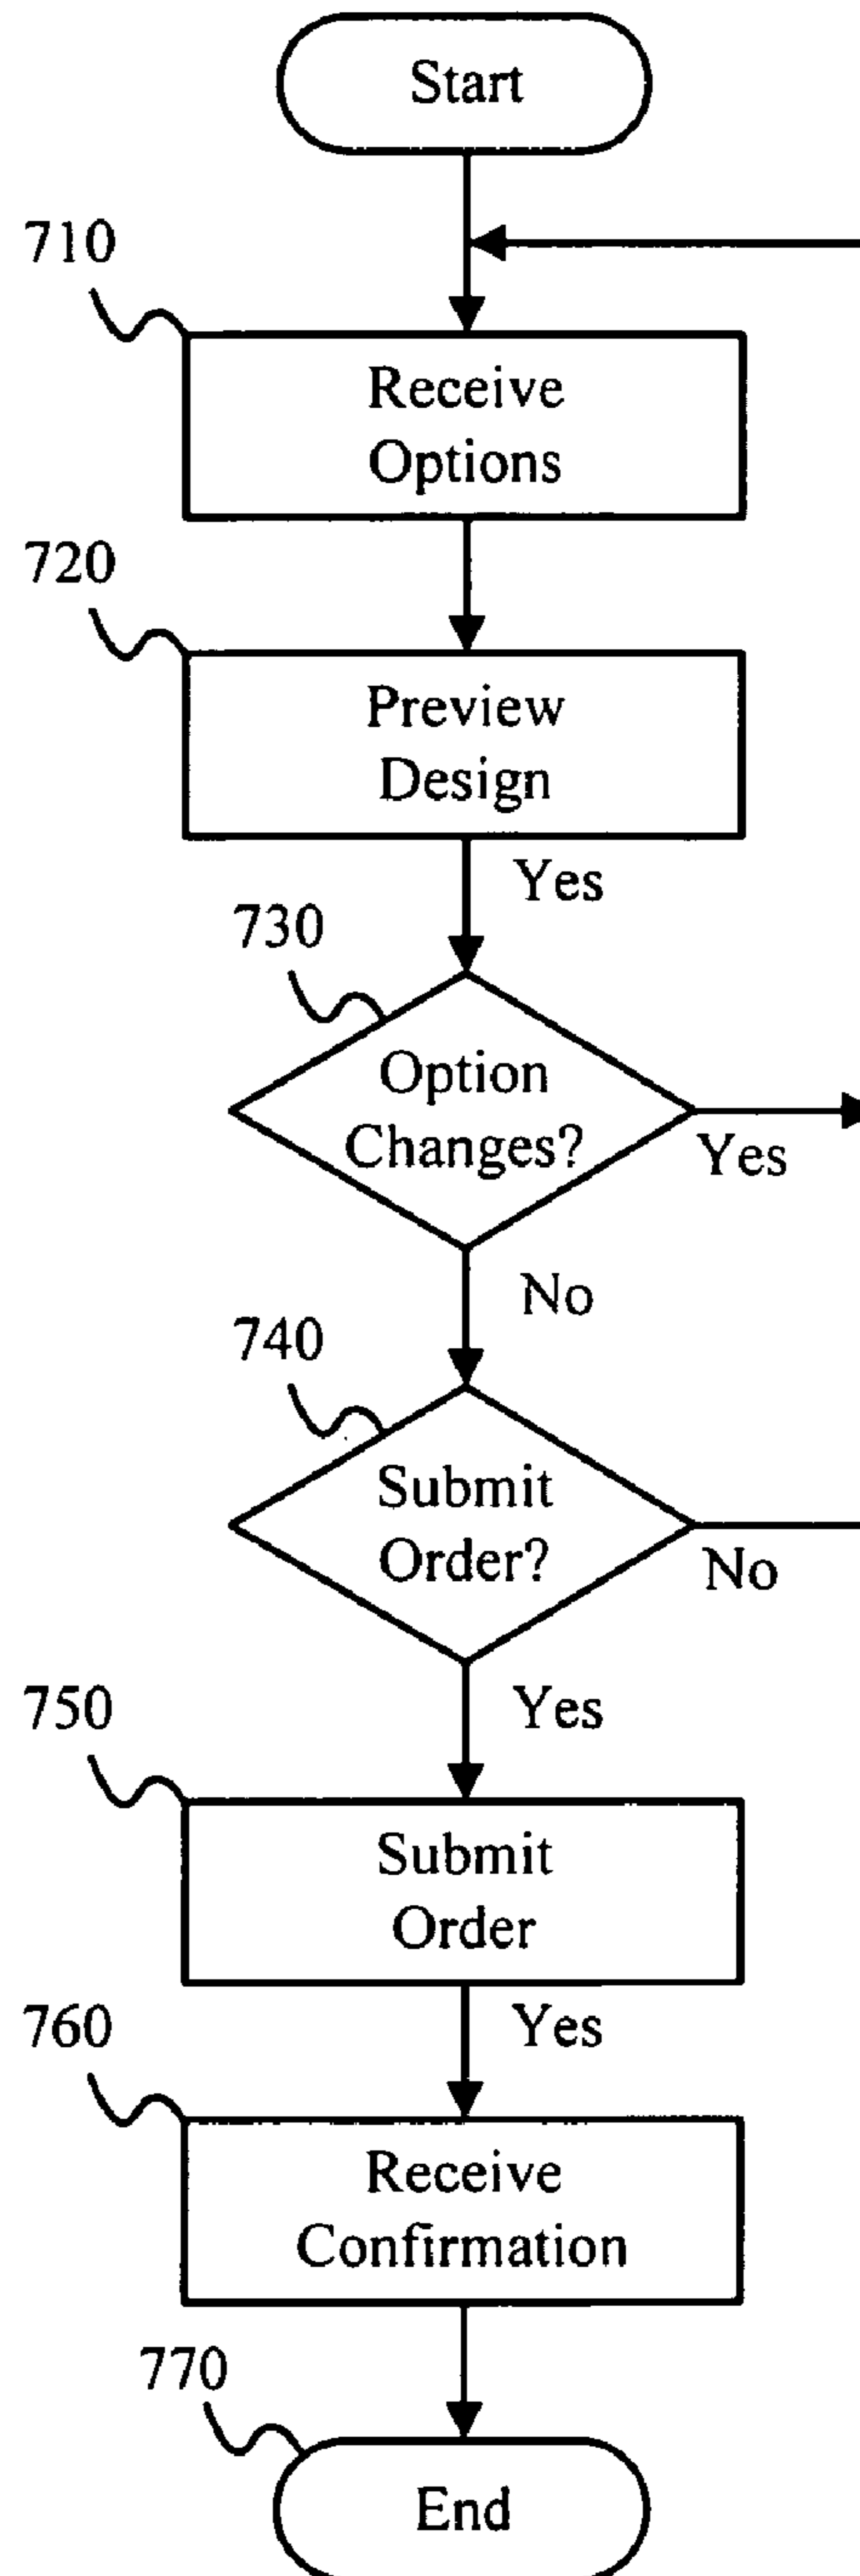 Start
710
Receive
Options
720
Preview
Design
Yes
730
Option
Changes?
Yes
No
740
Submit
Order?
No
Yes
750
Submit
Order
Yes
760
Receive
Confirmation
770
End